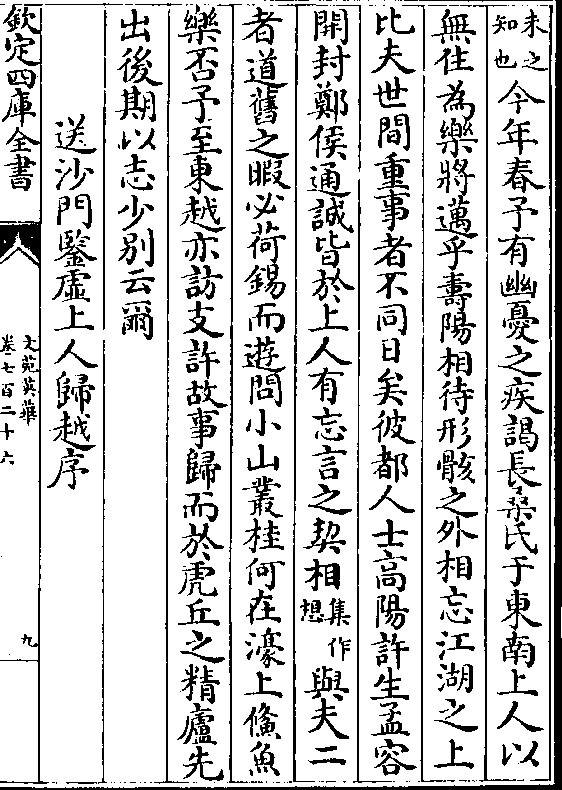 未之知也今年春予有幽憂之疾謁長桑氏于東南上人以
無住為樂將邁乎壽陽相待形骸之外相忘江湖之上
比夫世間重事者不同日矣彼都人士高陽許生孟容
開封鄭侯通誠皆於上人有忘言之契相集作想與夫二
者道舊之暇必荷錫而遊問小山叢桂何在濠上鯈魚
樂否予至東越亦訪支許故事歸而於虎丘之精廬先
出後期以志少別云爾
送沙門鑒虛上人歸越序
欽定四庫全書
文苑英華
卷七百二十六
九